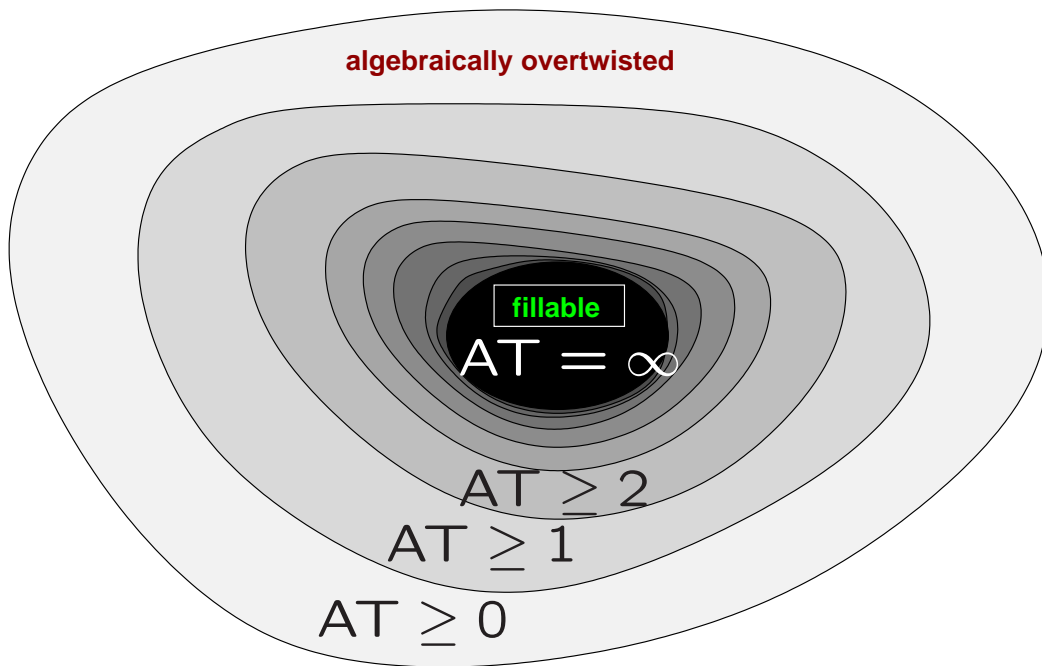 algebraically overtwisted
fillable
AT = ∞
AT ≥ 2
AT ≥ 1
AT ≥ 0